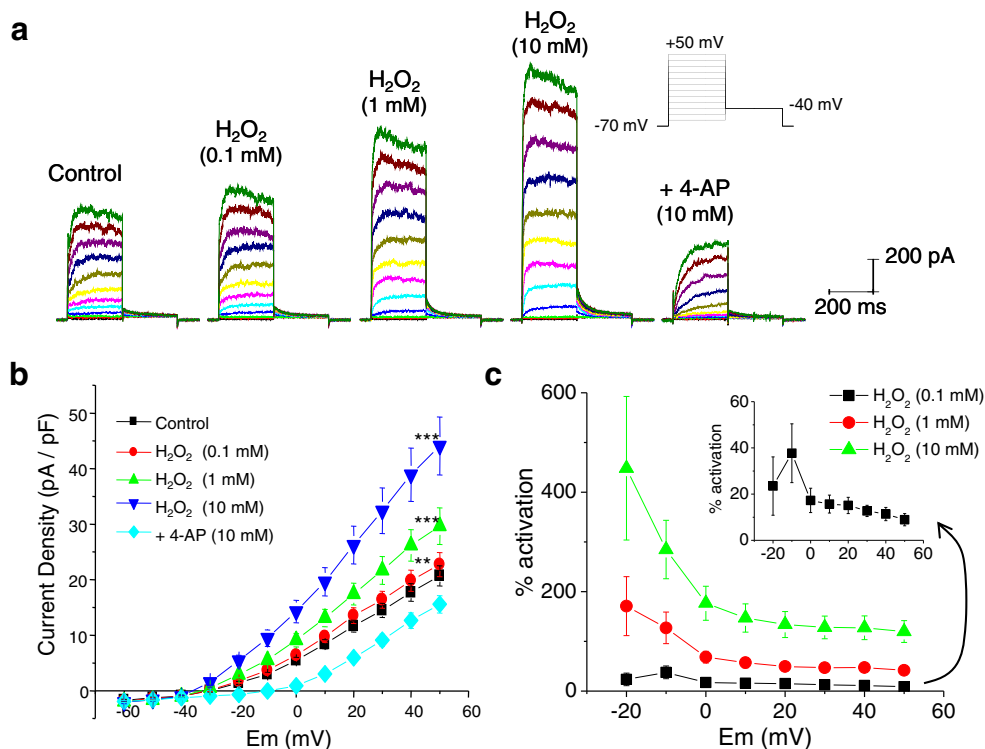 a
Control
H₂O₂
(0.1 mM)
H₂O₂
(1 mM)
H₂O₂
(10 mM)
+ 4-AP
(10 mM)
+50 mV
-70 mV
-40 mV
200 pA
200 ms
b
Current Density (pA / pF)
50
40
30
20
10
0
Control
H₂O₂ (0.1 mM)
H₂O₂ (1 mM)
H₂O₂ (10 mM)
+ 4-AP (10 mM)
***
***
**
-60 -40 -20 0 20 40 60
Em (mV)
c
% activation
600
400
200
0
-20 0 20 40 60
Em (mV)
H₂O₂ (0.1 mM)
H₂O₂ (1 mM)
H₂O₂ (10 mM)
% activation
60
40
20
0
-20 0 20 40 60